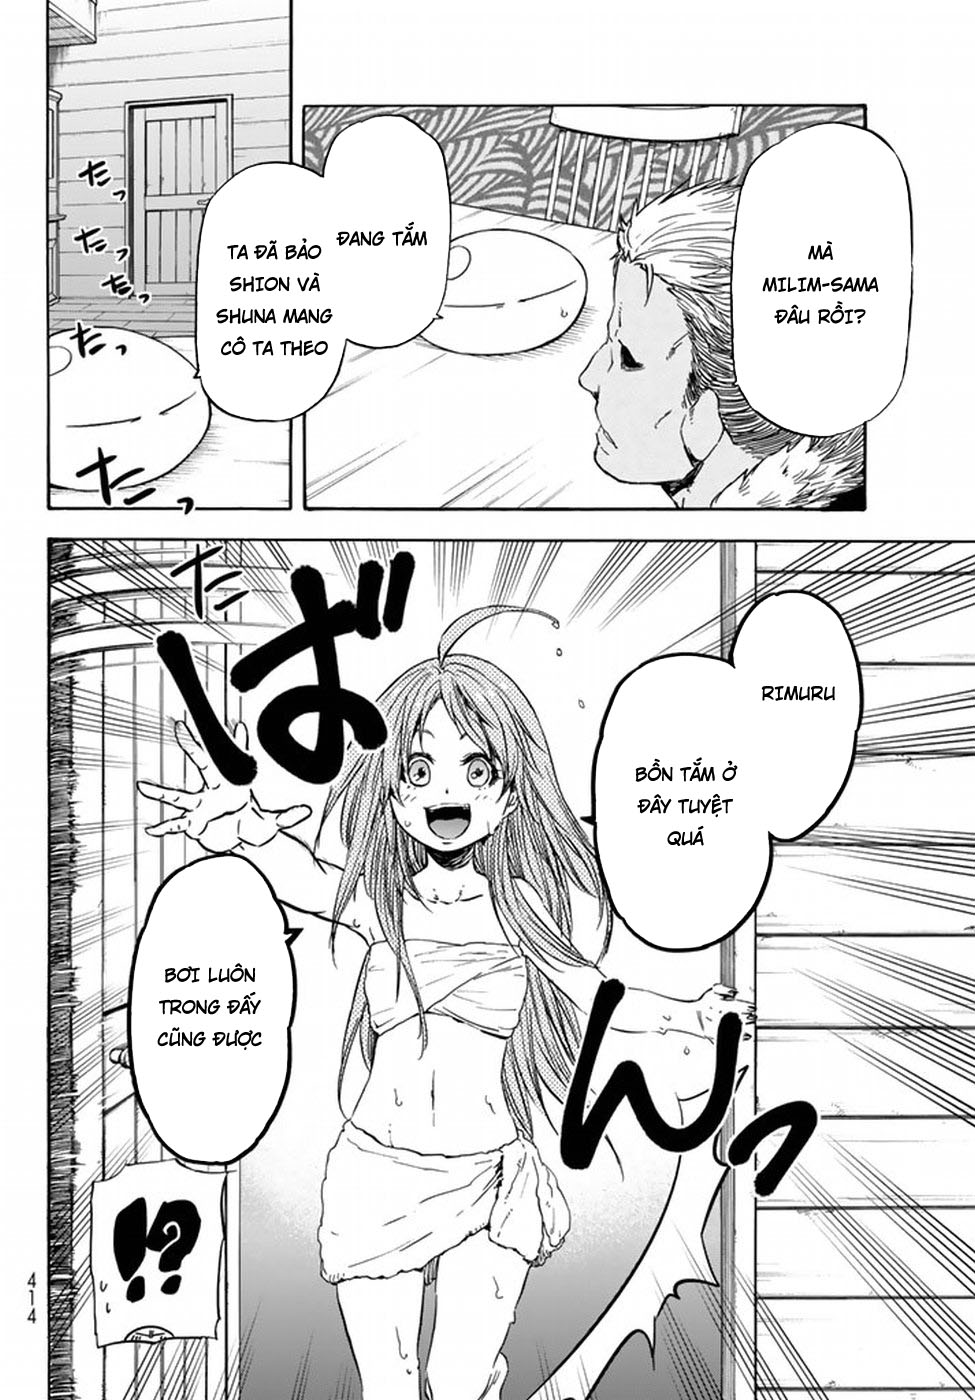 MÀ
MILIM-SAMA
ĐÂU RỒI?
ĐANG TẮM
TA ĐÃ BẢO
SHION VÀ
SHUNA MANG
CÔ TA THEO
たっ
たっ
たたっ
たたっ
ばんっ
RIMURU
BỒN TẮM Ở
ĐÂY TUYỆT
QUÁ
BƠI LUÔN
TRONG ĐẤY
CŨNG ĐƯỢC
!?
414